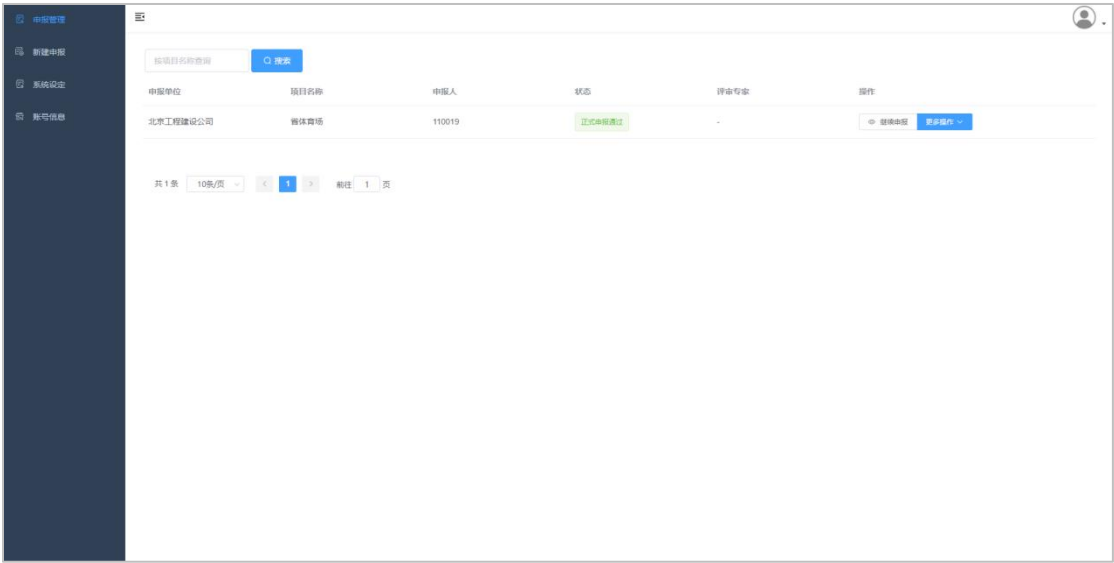 申报管理
新建申报
系统设定
账号信息
按项目名称查询 搜索
申报单位 项目名称 申报人 状态 评审专家 操作
北京工程建设公司 省体育场 110019 正式申报通过 - 继续申报 更多操作
共 1 条 10条/页 1 前往 1 页